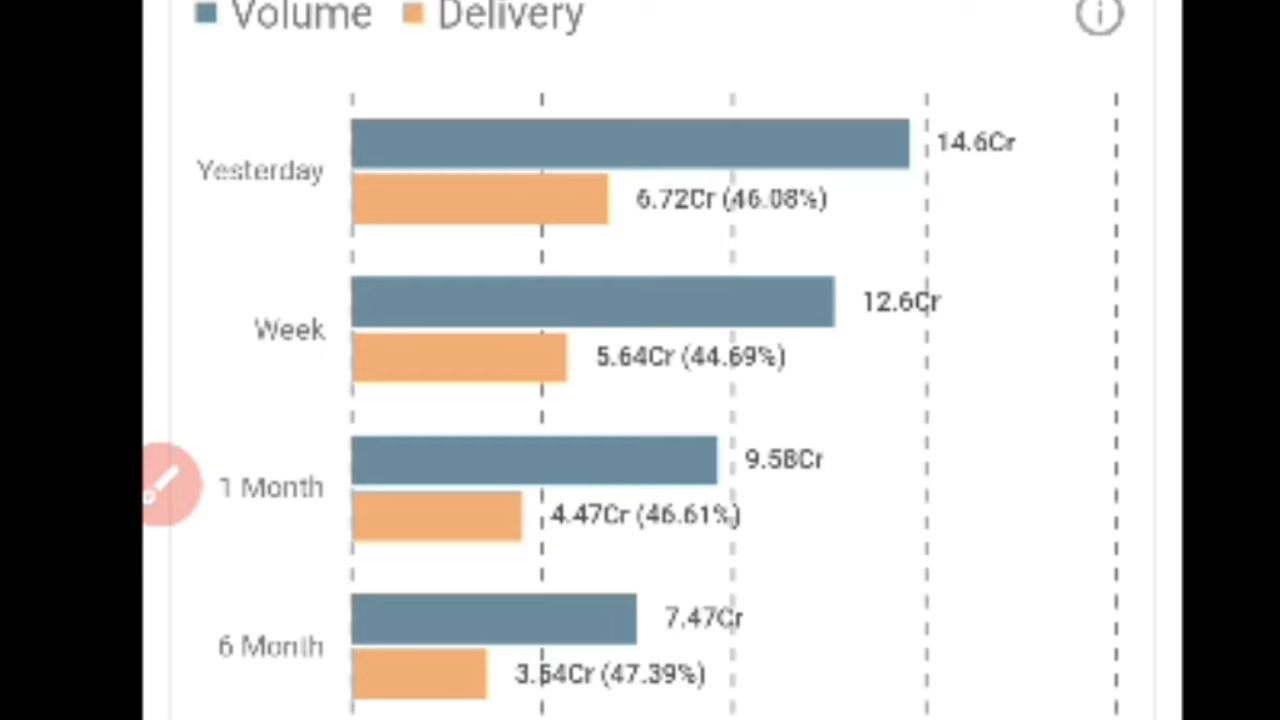 Volume Delivery
14.6Cr
Yesterday
6.72Cr (46.08%)
12.6Cr
Week
5.64Cr (44.69%)
9.58Cr
1 Month
4.47Cr (46.61%)
7.47Cr
6 Month
3.54Cr (47.39%)